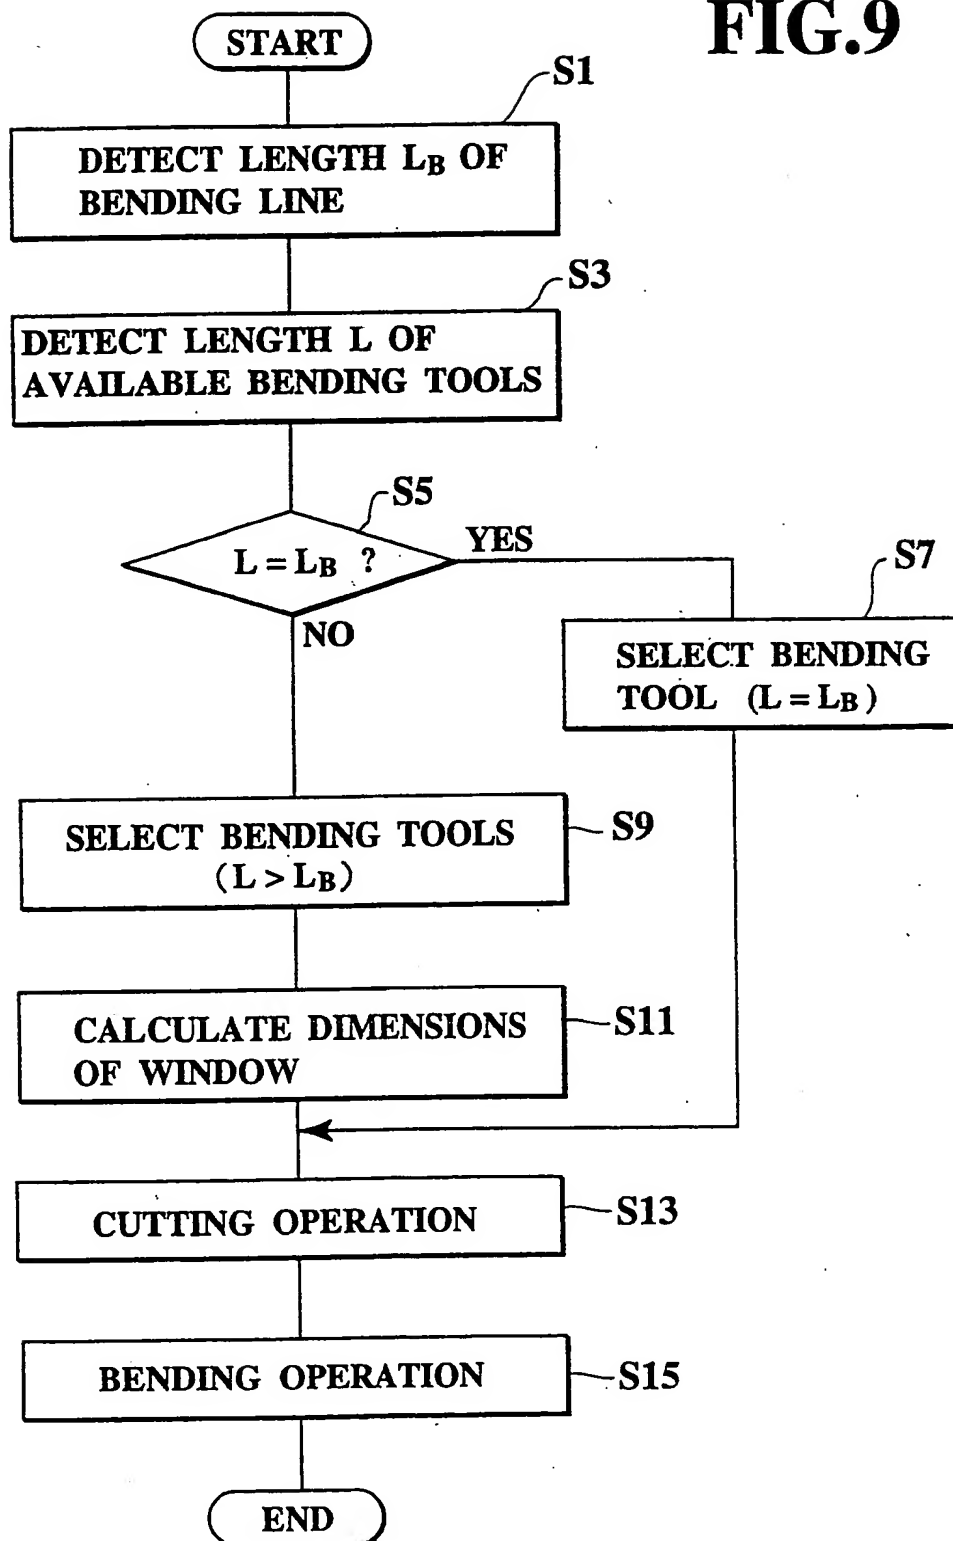 FIG.9
START
S1
DETECT LENGTH LB OF
BENDING LINE
S3
DETECT LENGTH L OF
AVAILABLE BENDING TOOLS
S5
L = LB ?
YES
NO
S7
SELECT BENDING
TOOL (L = LB)
SELECT BENDING TOOLS
(L > LB)
S9
CALCULATE DIMENSIONS
OF WINDOW
S11
CUTTING OPERATION
S13
BENDING OPERATION
S15
END